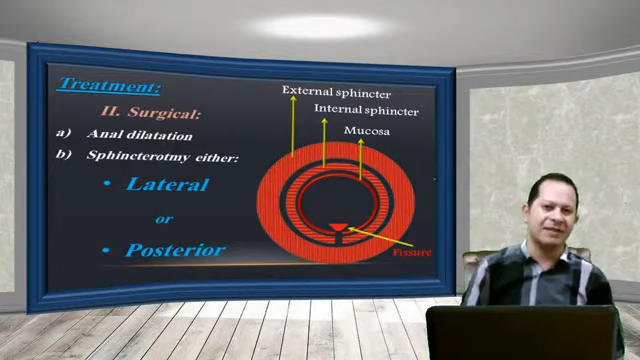 Treatment:
II. Surgical:
a) Anal dilatation
b) Sphincterotmy either:
• Lateral
or
• Posterior
External sphincter
Internal sphincter
Mucosa
Fissure